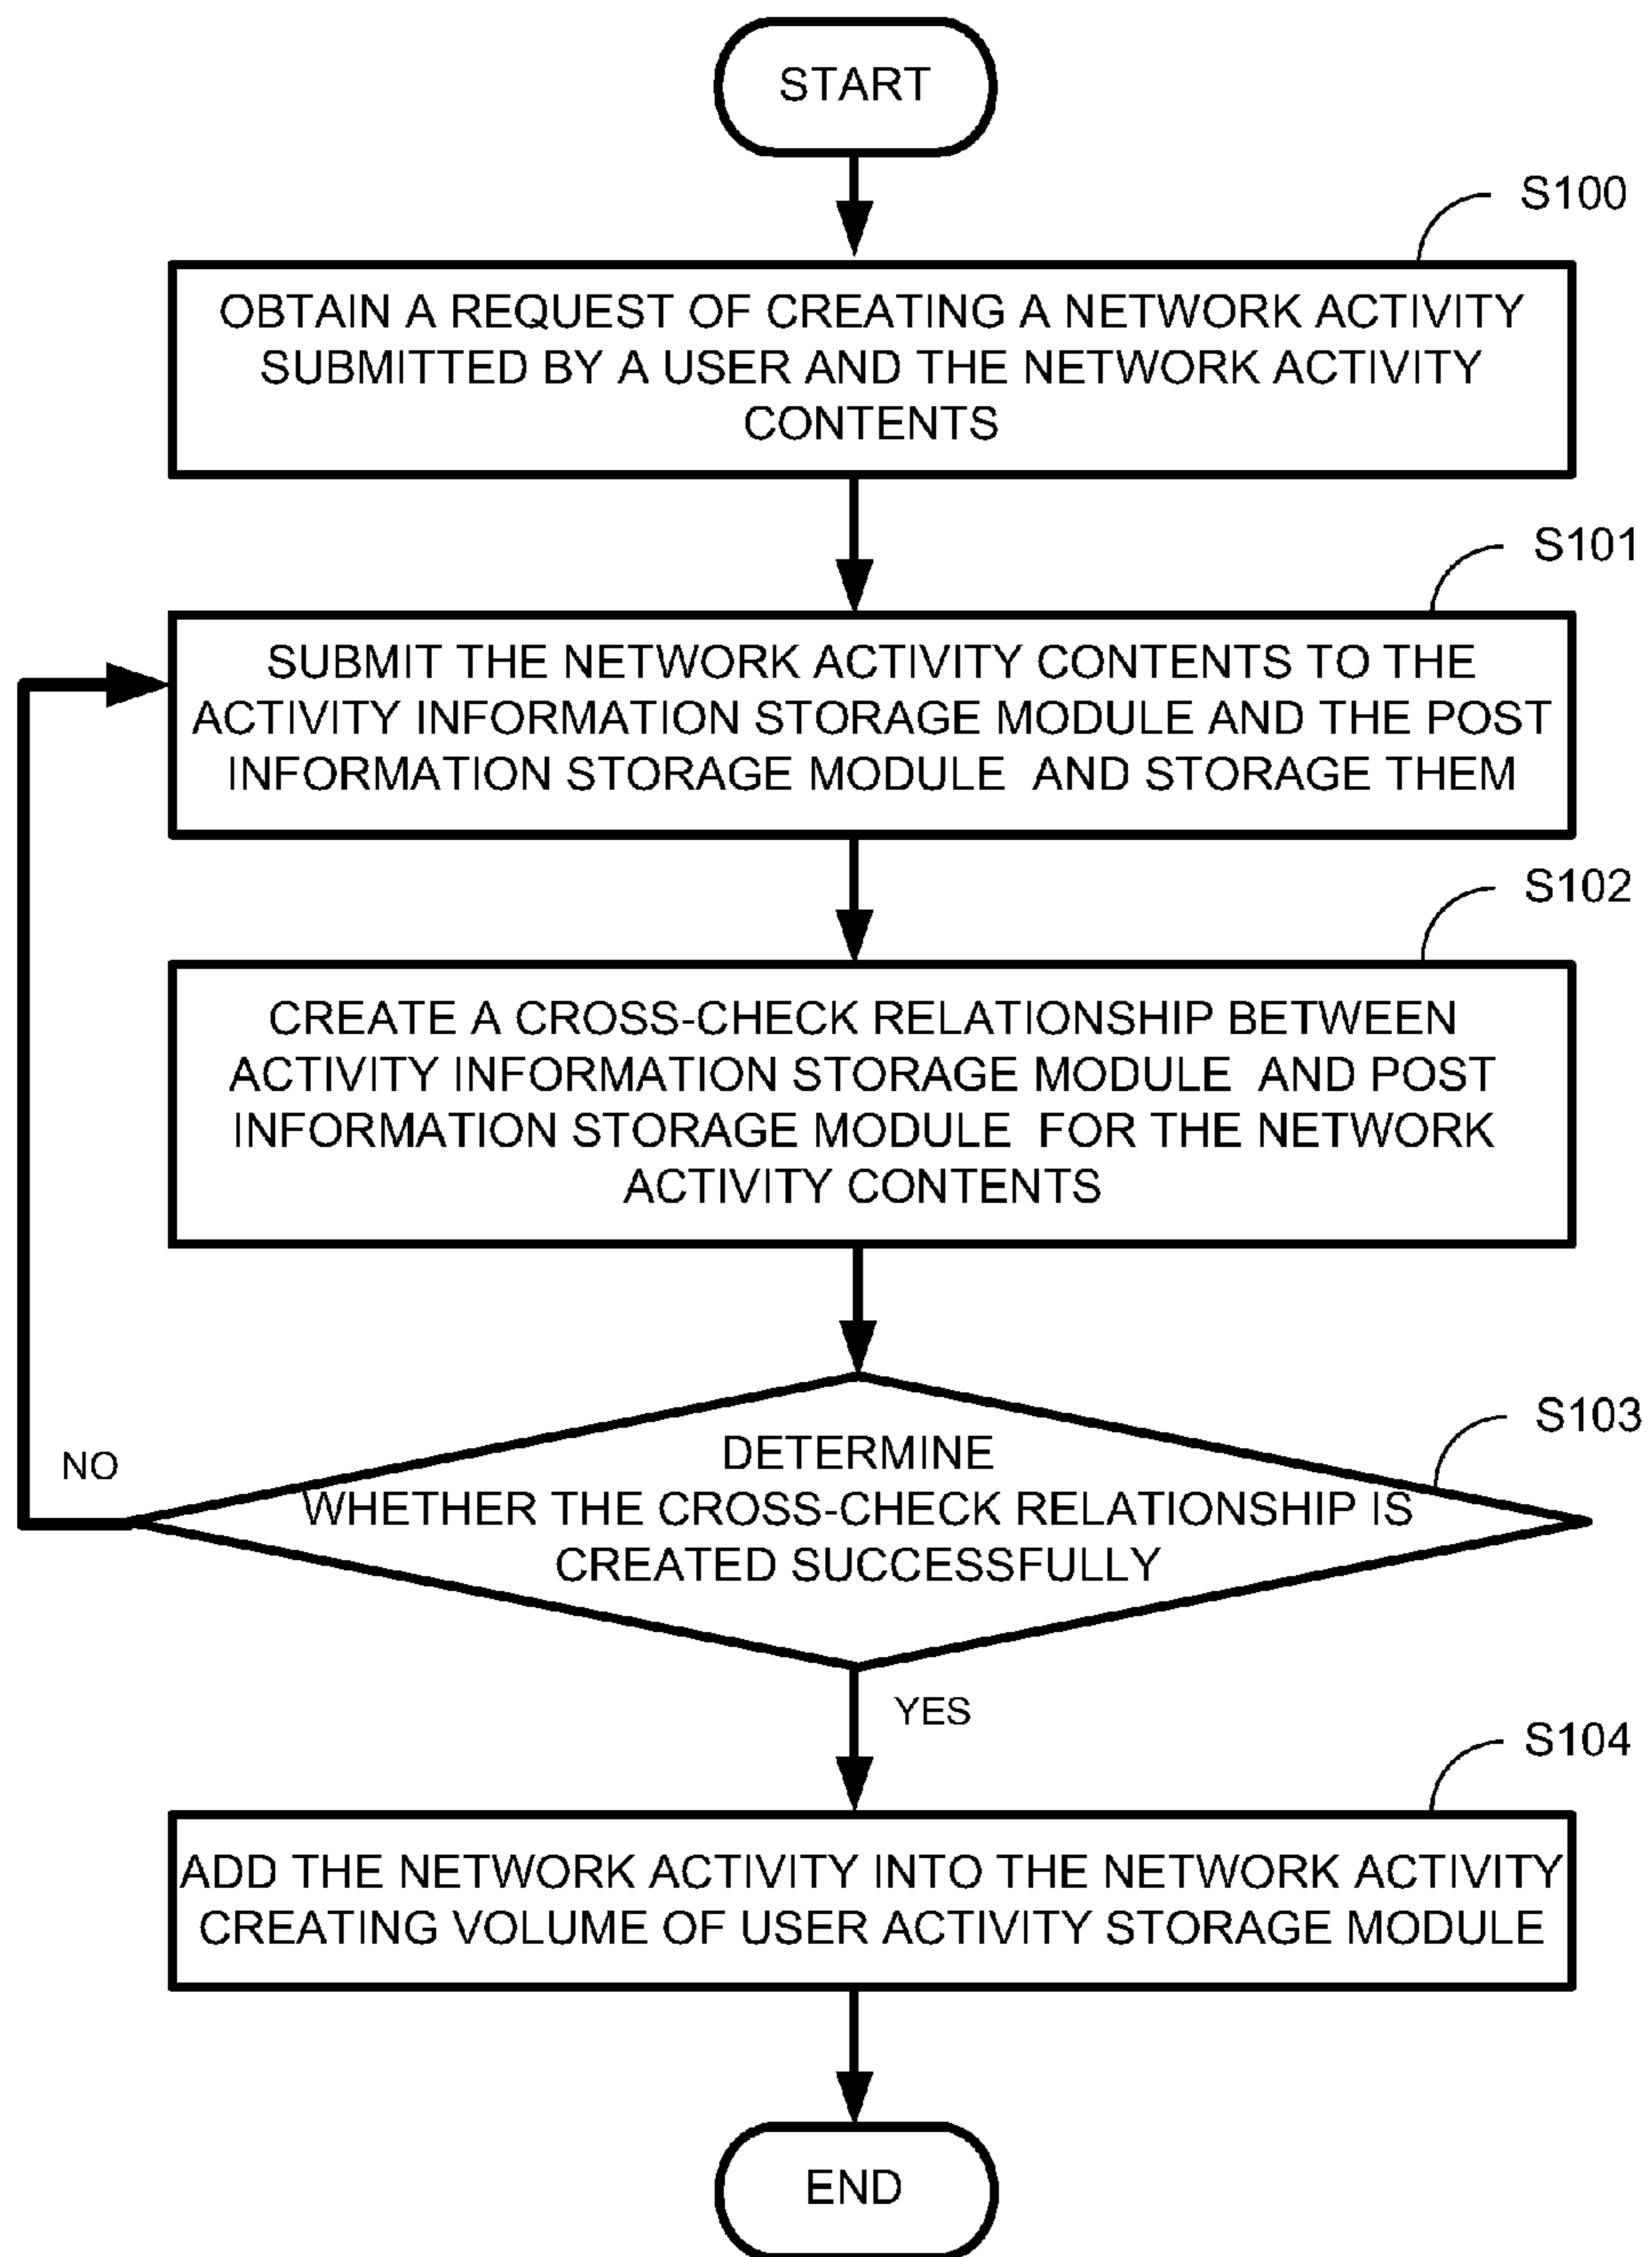 START
S100
OBTAIN A REQUEST OF CREATING A NETWORK ACTIVITY
SUBMITTED BY A USER AND THE NETWORK ACTIVITY
CONTENTS
S101
SUBMIT THE NETWORK ACTIVITY CONTENTS TO THE
ACTIVITY INFORMATION STORAGE MODULE AND THE POST
INFORMATION STORAGE MODULE AND STORAGE THEM
S102
CREATE A CROSS-CHECK RELATIONSHIP BETWEEN
ACTIVITY INFORMATION STORAGE MODULE AND POST
INFORMATION STORAGE MODULE FOR THE NETWORK
ACTIVITY CONTENTS
S103
NO
DETERMINE
WHETHER THE CROSS-CHECK RELATIONSHIP IS
CREATED SUCCESSFULLY
YES
S104
ADD THE NETWORK ACTIVITY INTO THE NETWORK ACTIVITY
CREATING VOLUME OF USER ACTIVITY STORAGE MODULE
END